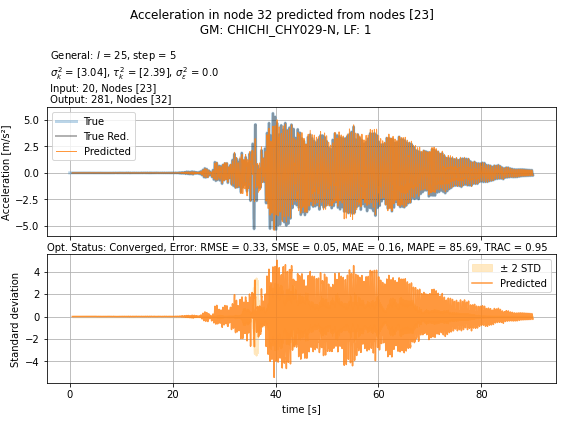 Acceleration in node 32 predicted from nodes [23]
GM: CHICHI_CHY029-N, LF: 1
General: l = 25, step = 5
σ²ₖ = [3.04], τ²ₖ = [2.39], σ²_ε = 0.0
Input: 20, Nodes [23]
Output: 281, Nodes [32]
Acceleration [m/s²]
5.0
2.5
0.0
−2.5
−5.0
True
True Red.
Predicted
Opt. Status: Converged, Error: RMSE = 0.33, SMSE = 0.05, MAE = 0.16, MAPE = 85.69, TRAC = 0.95
Standard deviation
4
2
0
−2
−4
± 2 STD
Predicted
0 20 40 60 80
time [s]